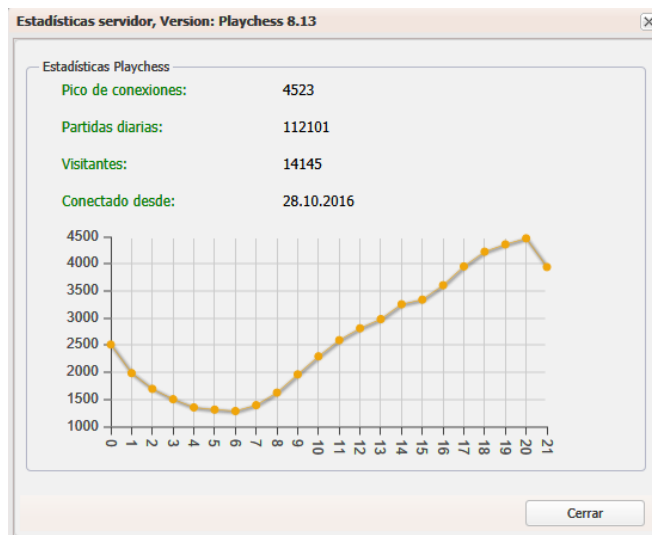 Estadísticas servidor, Version: Playchess 8.13
Estadísticas Playchess
Pico de conexiones: 4523
Partidas diarias: 112101
Visitantes: 14145
Conectado desde: 28.10.2016
4500
4000
3500
3000
2500
2000
1500
1000
0 1 2 3 4 5 6 7 8 9 10 11 12 13 14 15 16 17 18 19 20 21
Cerrar